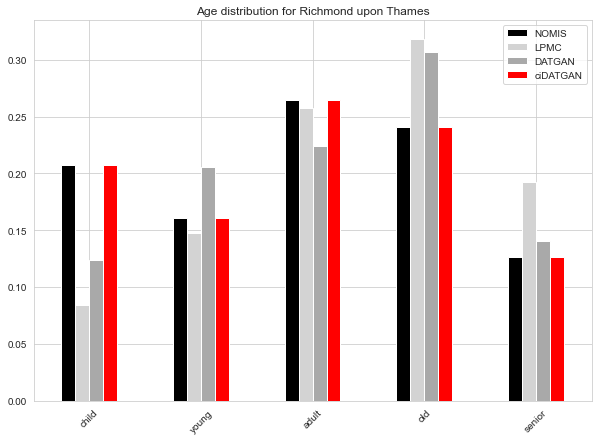 Age distribution for Richmond upon Thames
NOMIS
LPMC
DATGAN
ciDATGAN
0.30
0.25
0.20
0.15
0.10
0.05
0.00
child
young
adult
old
senior